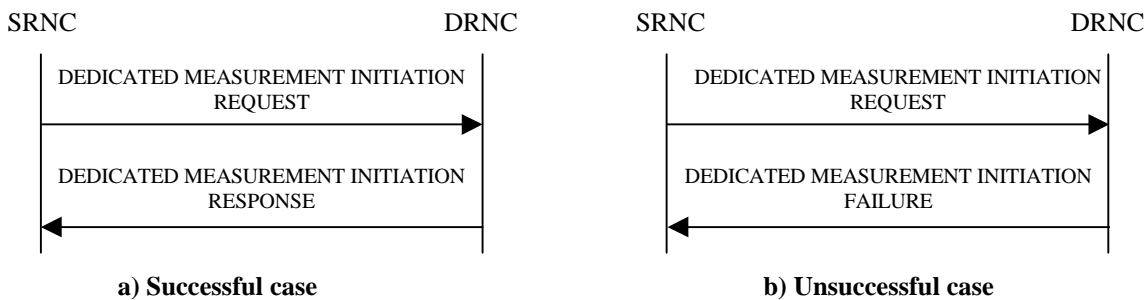 SRNC DRNC
DEDICATED MEASUREMENT INITIATION
REQUEST
DEDICATED MEASUREMENT INITIATION
RESPONSE
a) Successful case
SRNC DRNC
DEDICATED MEASUREMENT INITIATION
REQUEST
DEDICATED MEASUREMENT INITIATION
FAILURE
b) Unsuccessful case